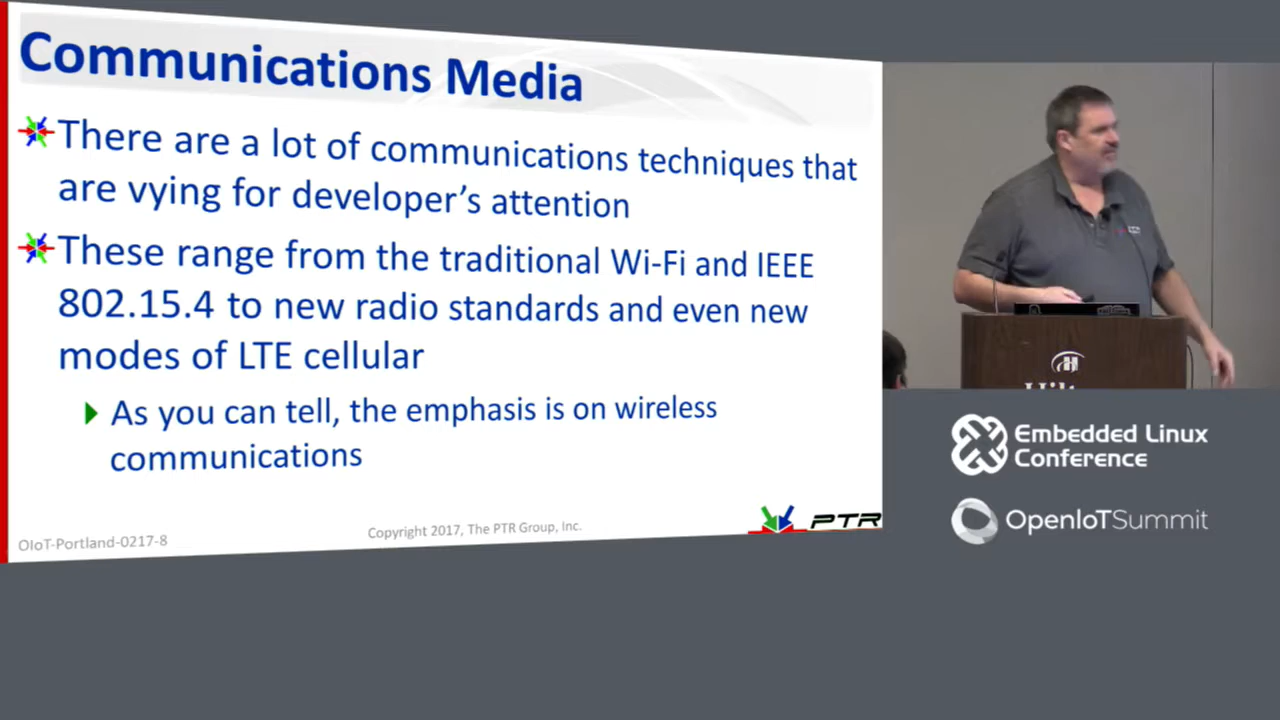 Communications Media
There are a lot of communications techniques that
are vying for developer's attention
These range from the traditional Wi-Fi and IEEE
802.15.4 to new radio standards and even new
modes of LTE cellular
As you can tell, the emphasis is on wireless
communications
OIoT-Portland-0217-8
Copyright 2017, The PTR Group, Inc.
PTR
Embedded Linux
Conference
OpenIoTSummit